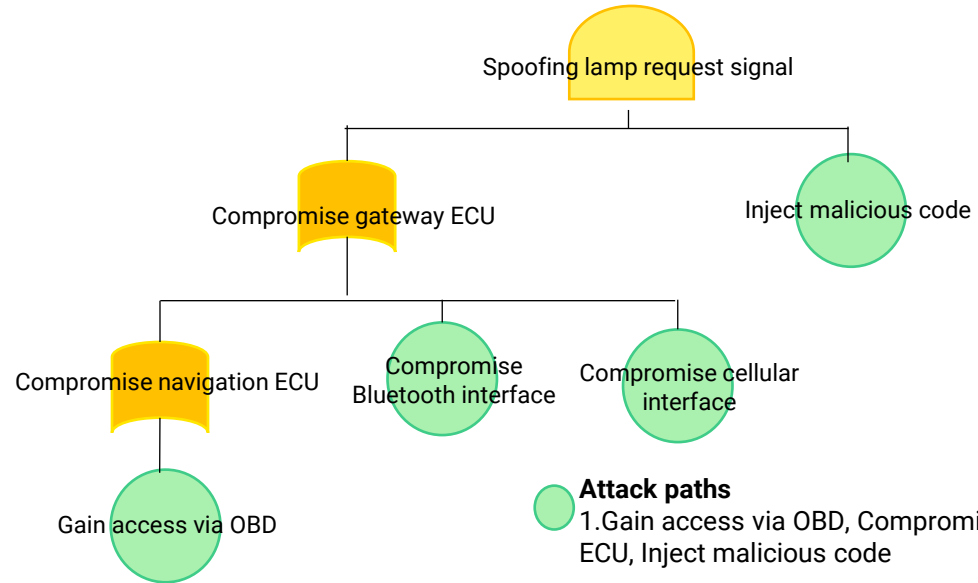 Spoofing lamp request signal
Compromise gateway ECU
Inject malicious code
Compromise navigation ECU
Compromise
Bluetooth interface
Compromise cellular
interface
Gain access via OBD
Attack paths
1.Gain access via OBD,
ECU, Inject malicious code